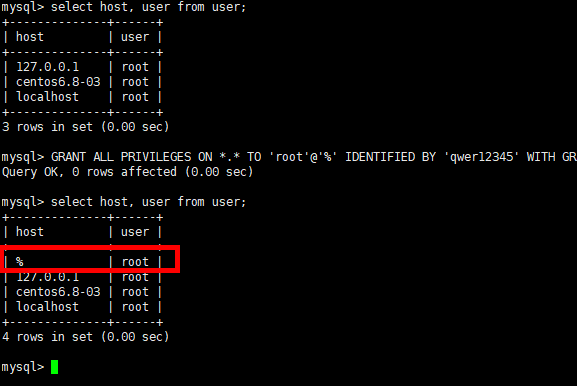 mysql> select host, user from user;
+--------------+------+
| host         | user |
+--------------+------+
| 127.0.0.1    | root |
| centos6.8-03 | root |
| localhost    | root |
+--------------+------+
3 rows in set (0.00 sec)
mysql> GRANT ALL PRIVILEGES ON *.* TO 'root'@'%' IDENTIFIED BY 'qwer12345' WITH GR
Query OK, 0 rows affected (0.00 sec)
mysql> select host, user from user;
+--------------+------+
| host         | user |
| %            | root |
| 127.0.0.1    | root |
| centos6.8-03 | root |
| localhost    | root |
+--------------+------+
4 rows in set (0.00 sec)
mysql>